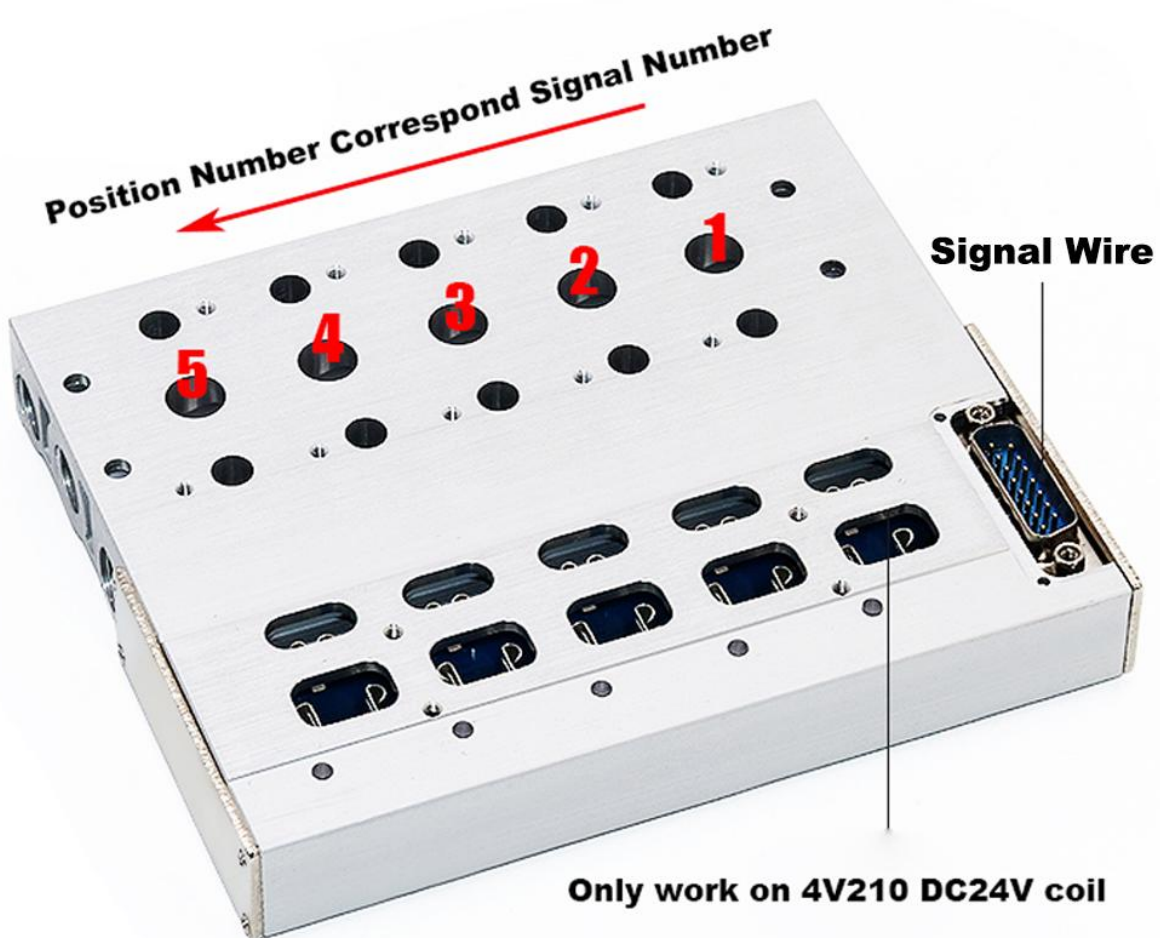 Position Number Correspond Signal Number
1
2
3
4
5
Signal Wire
Only work on 4V210 DC24V coil